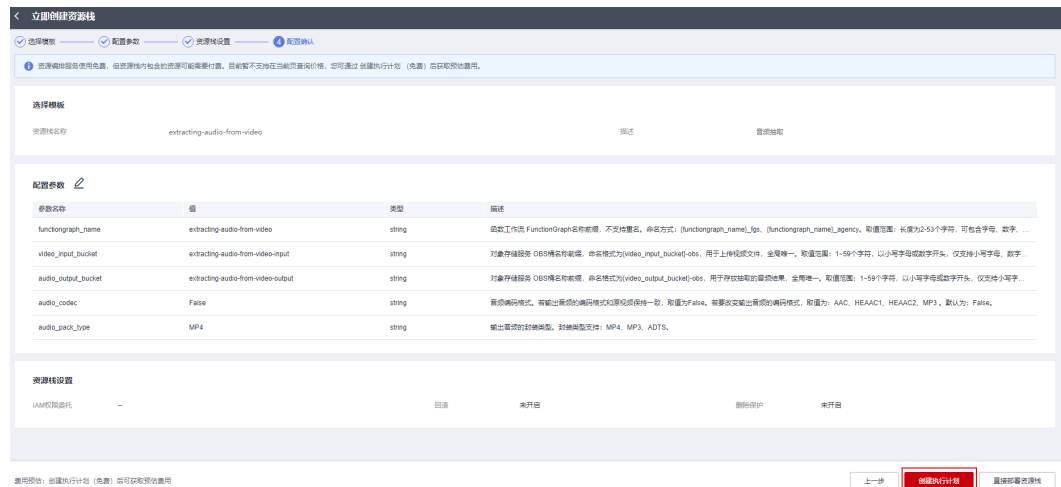 立即创建资源栈
选择模板 配置参数 资源栈设置 4 配置确认
资源编排服务使用免费，但资源栈内包含的资源可能需要付费。目前暂不支持在当前页查询价格，您可通过 创建执行计划 （免费）后获取预估费用。
选择模板
资源栈名称 extracting-audio-from-video 描述 音频抽取
配置参数
参数名称 值 类型 描述
functiongraph_name extracting-audio-from-video string 函数工作流 FunctionGraph名称前缀，不支持重名。命名方式：{functiongraph_name}_fgs、{functiongraph_name}_agency。取值范围：长度为2-53个字符，可包含字母、数字、...
video_input_bucket extracting-audio-from-video-input string 对象存储服务 OBS桶名称前缀，命名格式为{video_input_bucket}-obs，用于上传视频文件，全局唯一。取值范围：1~59个字符，以小写字母或数字开头，仅支持小写字母、数字...
audio_output_bucket extracting-audio-from-video-output string 对象存储服务 OBS桶名称前缀，命名格式为{video_output_bucket}-obs，用于存放抽取的音频结果，全局唯一。取值范围：1~59个字符，以小写字母或数字开头，仅支持小写字...
audio_codec False string 音频编码格式。若输出音频的编码格式和原视频保持一致，取值为False。若要改变输出音频的编码格式，取值为：AAC、HEAAC1、HEAAC2、MP3 。默认为：False。
audio_pack_type MP4 string 输出音频的封装类型。封装类型支持：MP4、MP3、ADTS。
资源栈设置
IAM权限委托 -- 回滚 未开启 删除保护 未开启
费用预估：创建执行计划（免费）后可获取预估费用 上一步 创建执行计划 直接部署资源栈